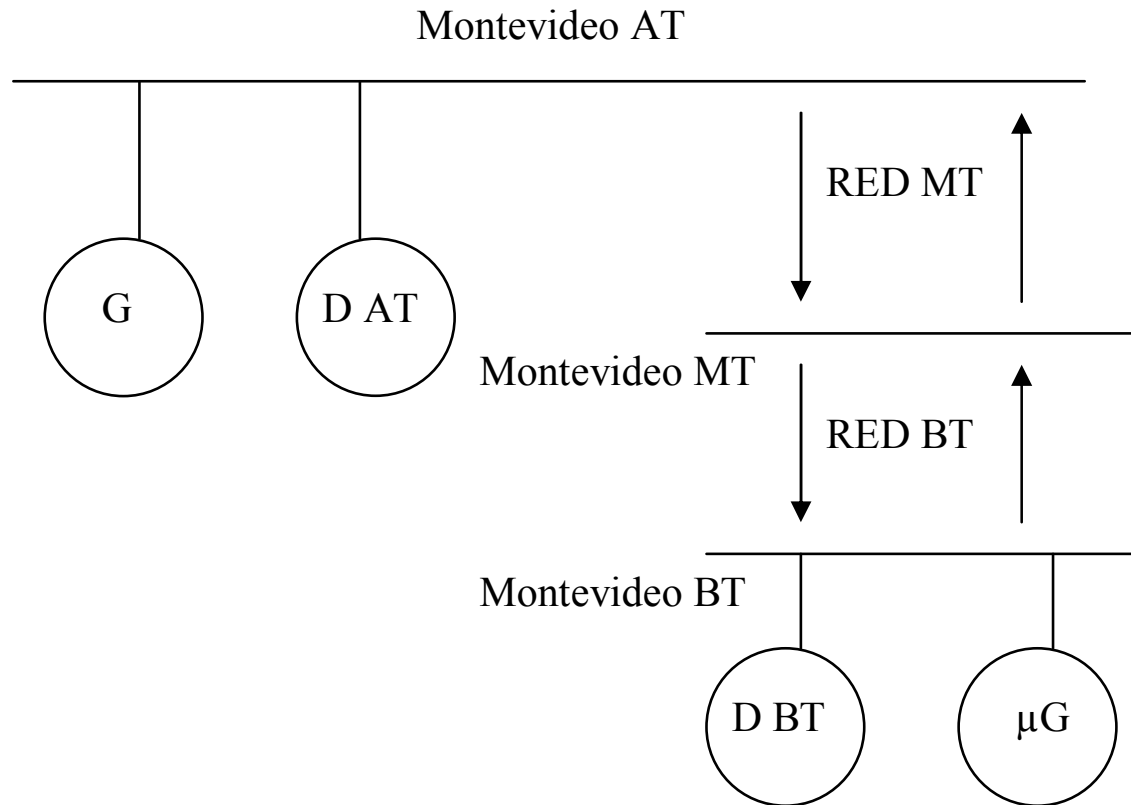 Montevideo AT
RED MT
G
D AT
Montevideo MT
RED BT
Montevideo BT
D BT
µG